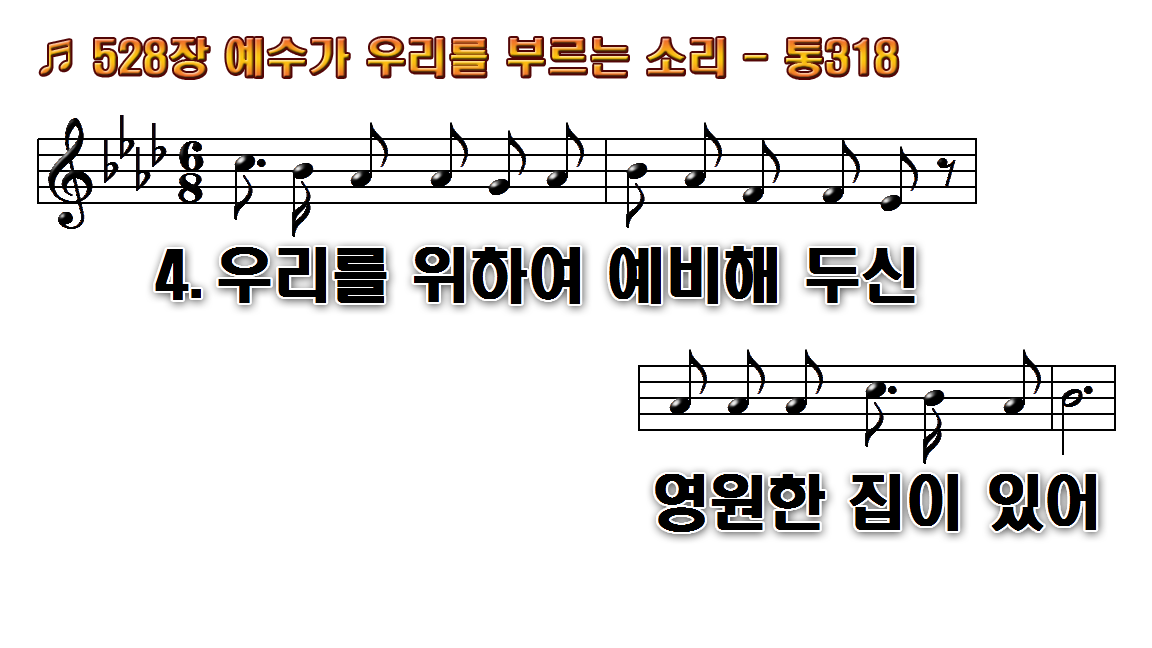 ♬ 528장 예수가 우리를 부르는 소리 - 통318
6
8
4. 우리를 위하여 예비해 두신
영원한 집이 있어